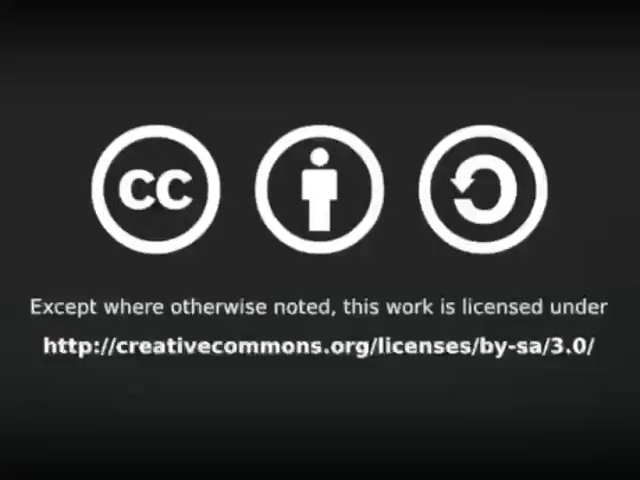 cc
Except where otherwise noted, this work is licensed under
http://creativecommons.org/licenses/by-sa/3.0/